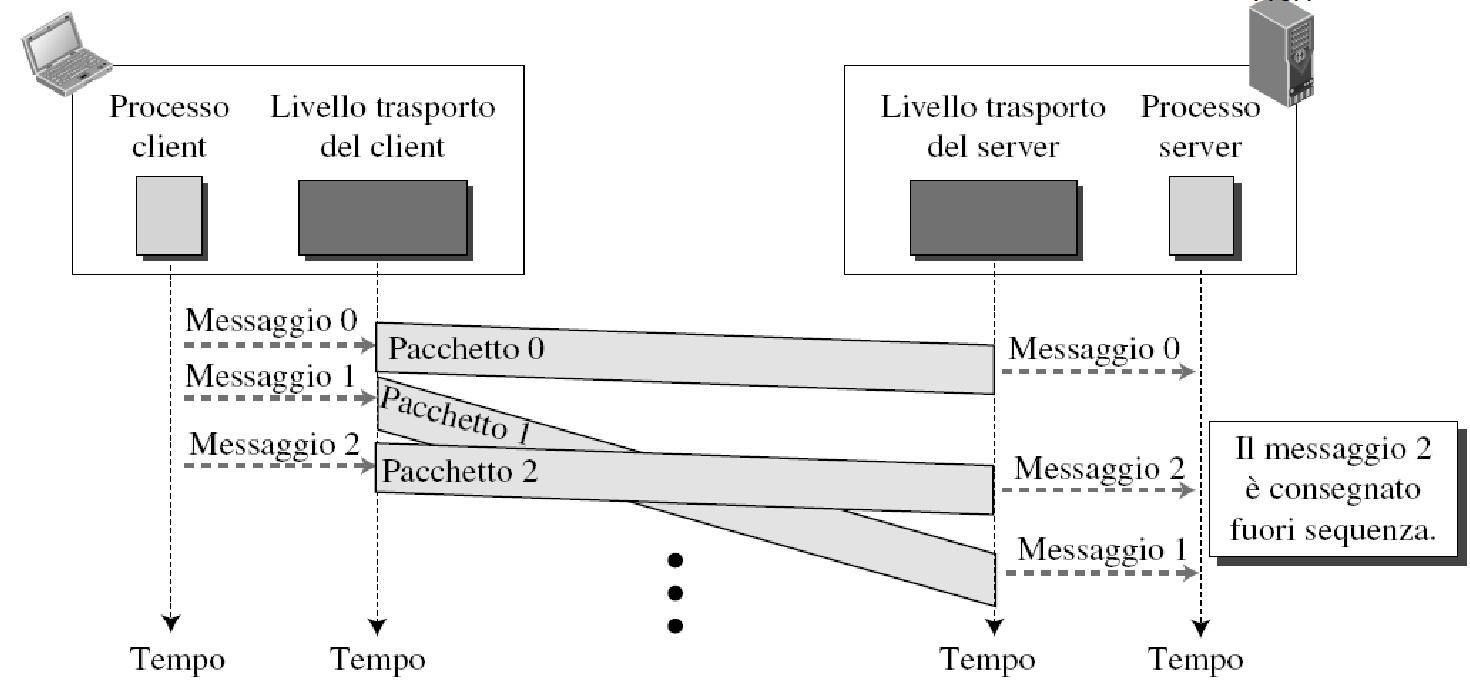 Processo
client
Livello trasporto
del client
Livello trasporto
del server
Processo
server
Messaggio 0
Pacchetto 0
Messaggio 0
Messaggio 1
Pacchetto 1
Messaggio 2
Pacchetto 2
Messaggio 2
Il messaggio 2
è consegnato
fuori sequenza.
Messaggio 1
Tempo
Tempo
Tempo
Tempo